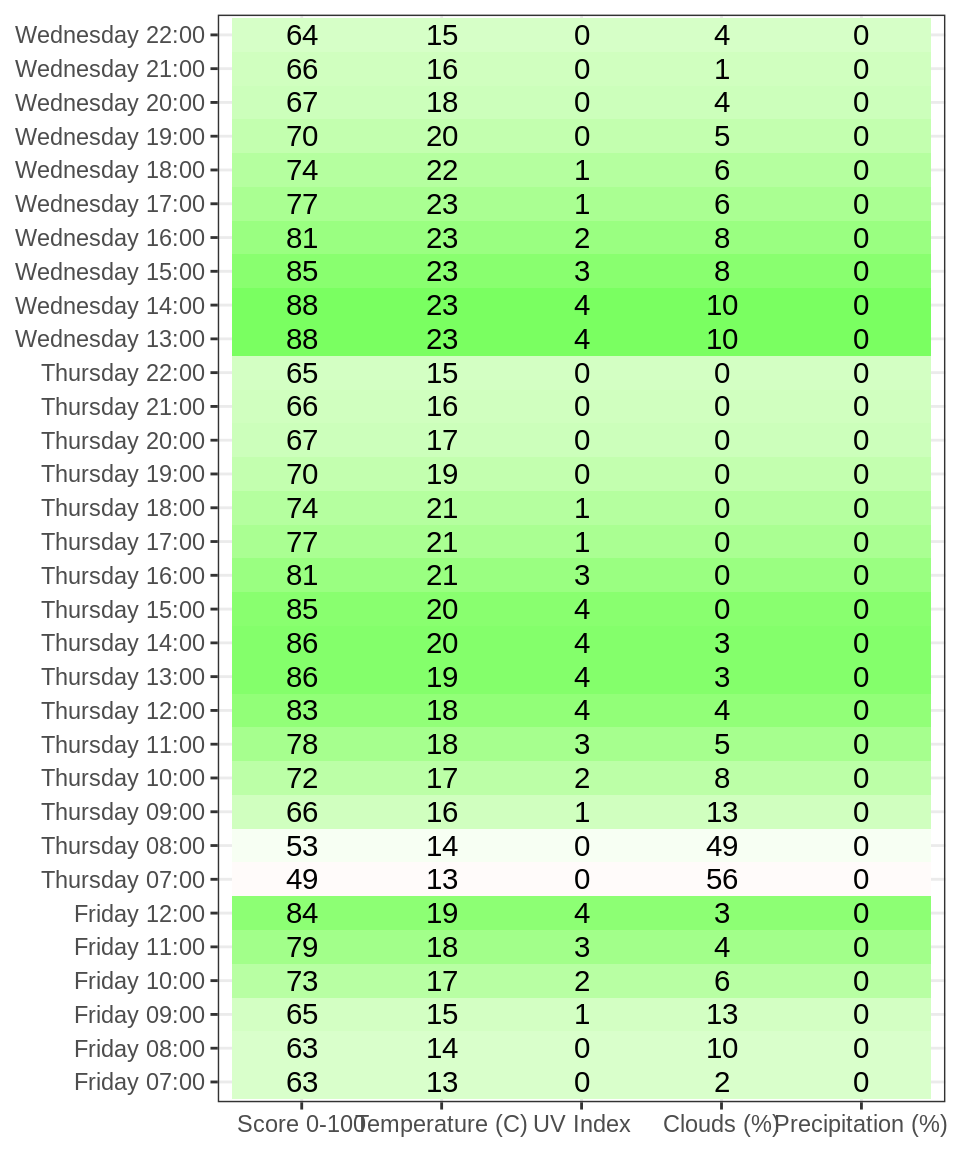 Wednesday 22:00 64 15 0 4 0
Wednesday 21:00 66 16 0 1 0
Wednesday 20:00 67 18 0 4 0
Wednesday 19:00 70 20 0 5 0
Wednesday 18:00 74 22 1 6 0
Wednesday 17:00 77 23 1 6 0
Wednesday 16:00 81 23 2 8 0
Wednesday 15:00 85 23 3 8 0
Wednesday 14:00 88 23 4 10 0
Wednesday 13:00 88 23 4 10 0
Thursday 22:00 65 15 0 0 0
Thursday 21:00 66 16 0 0 0
Thursday 20:00 67 17 0 0 0
Thursday 19:00 70 19 0 0 0
Thursday 18:00 74 21 1 0 0
Thursday 17:00 77 21 1 0 0
Thursday 16:00 81 21 3 0 0
Thursday 15:00 85 20 4 0 0
Thursday 14:00 86 20 4 3 0
Thursday 13:00 86 19 4 3 0
Thursday 12:00 83 18 4 4 0
Thursday 11:00 78 18 3 5 0
Thursday 10:00 72 17 2 8 0
Thursday 09:00 66 16 1 13 0
Thursday 08:00 53 14 0 49 0
Thursday 07:00 49 13 0 56 0
Friday 12:00 84 19 4 3 0
Friday 11:00 79 18 3 4 0
Friday 10:00 73 17 2 6 0
Friday 09:00 65 15 1 13 0
Friday 08:00 63 14 0 10 0
Friday 07:00 63 13 0 2 0
Score 0-100 Temperature (C) UV Index Clouds (%) Precipitation (%)